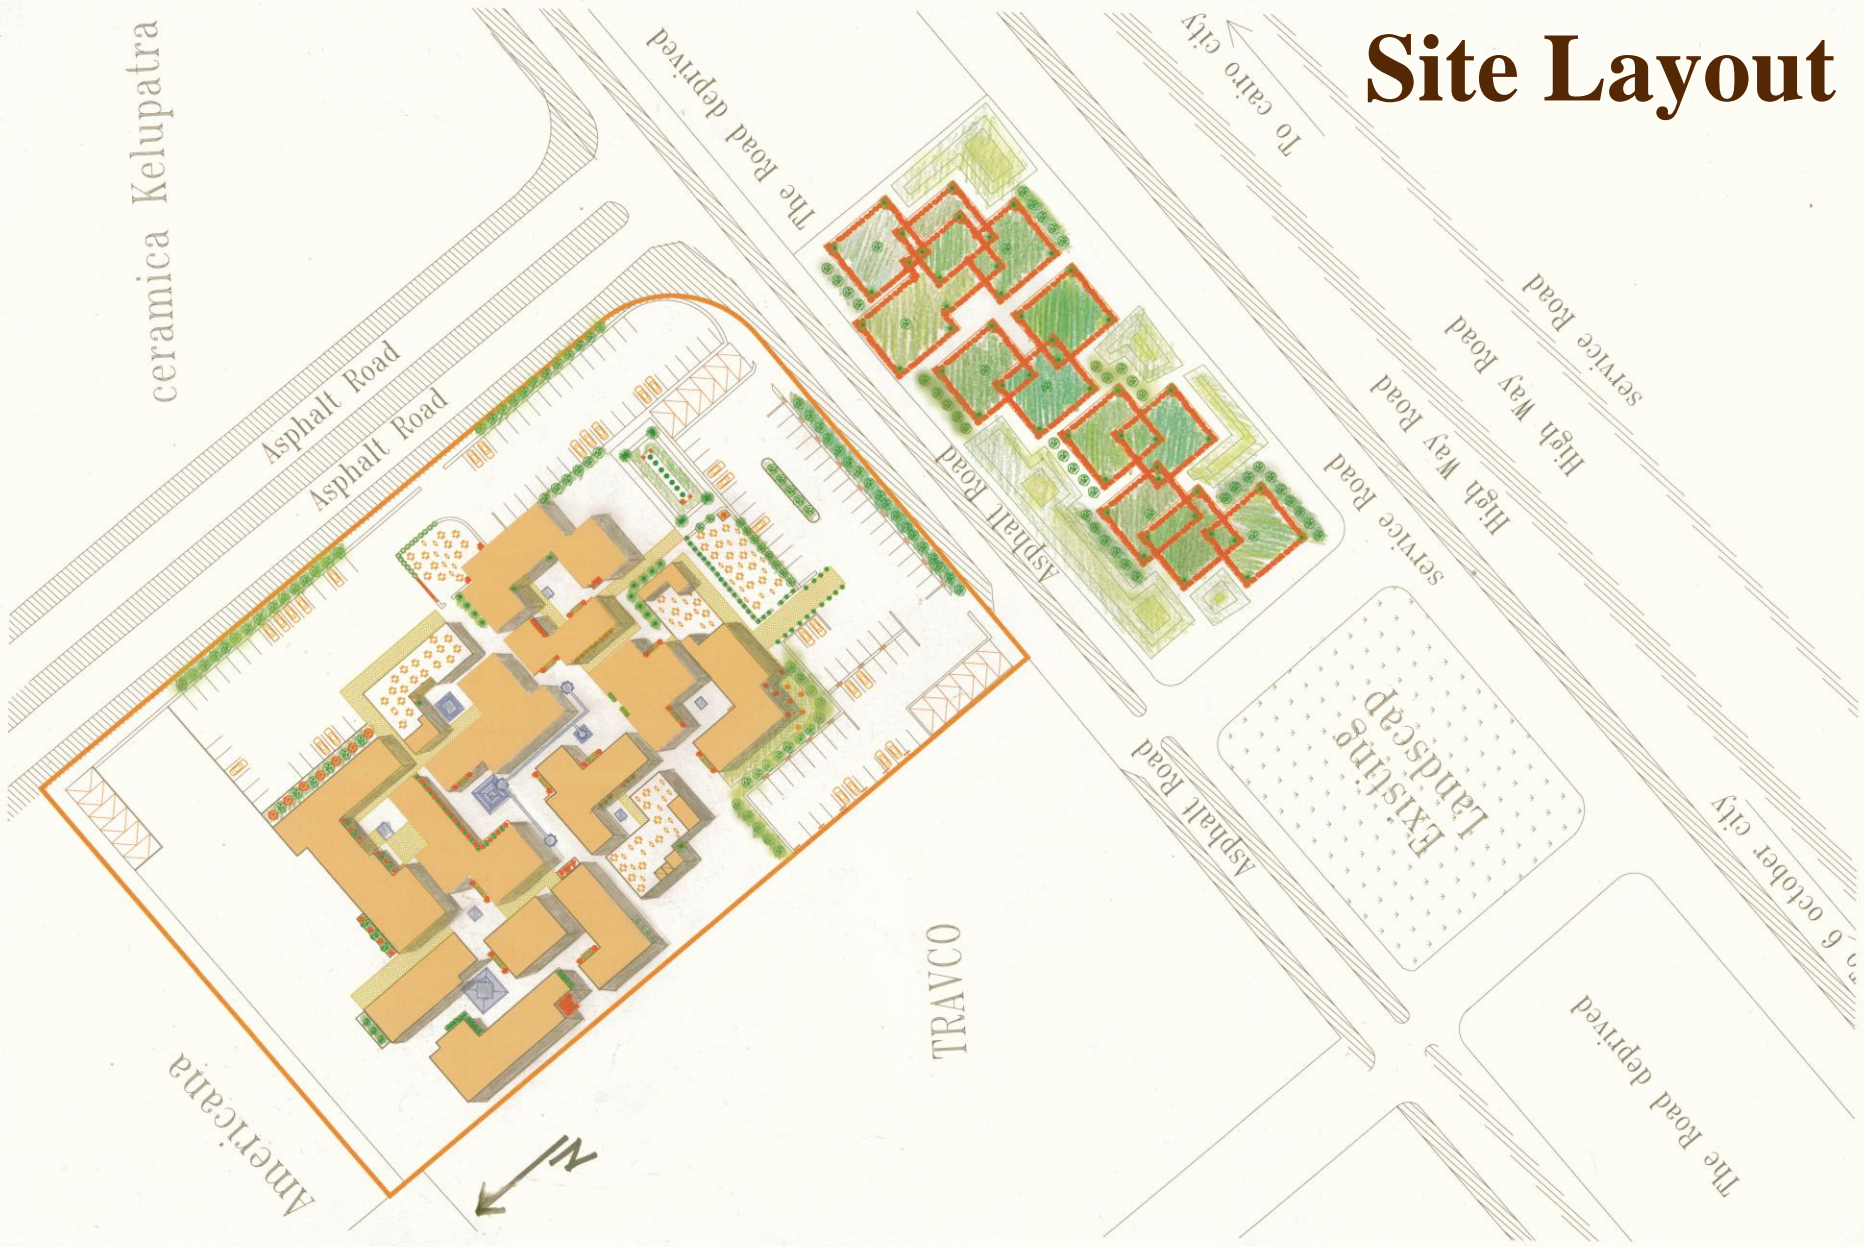 Site Layout
To cairo city
The Road deprived
ceramica Kelupatra
service Road
High Way Road
High Way Road
service Road
Asphalt Road
Asphalt Road
Asphalt Road
Asphalt Road
Existing
Landscap
To 6 october city
TRAVCO
The Road deprived
Americana
N